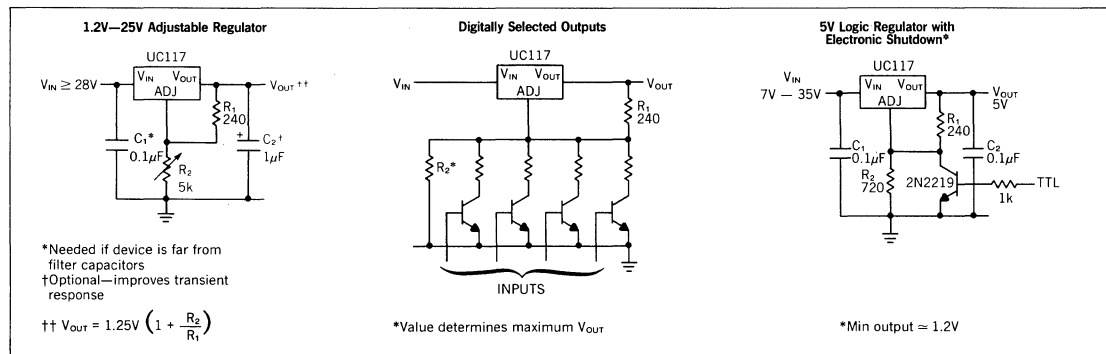 1.2V—25V Adjustable Regulator
UC117
V_IN ≥ 28V
V_IN V_OUT
ADJ
V_OUT ††
R₁
240
C₁*
0.1μF
R₂
5k
+
C₂†
1μF
*Needed if device is far from
filter capacitors
†Optional—improves transient
response
†† V_OUT = 1.25V (1 + R₂/R₁)
Digitally Selected Outputs
UC117
V_IN
V_IN V_OUT
ADJ
V_OUT
R₁
240
R₂*
INPUTS
*Value determines maximum V_OUT
5V Logic Regulator with
Electronic Shutdown*
UC117
V_IN
7V — 35V
V_IN V_OUT
ADJ
V_OUT
5V
R₁
240
C₁
0.1μF
C₂
0.1μF
R₂
720
2N2219
TTL
1k
*Min output ≃ 1.2V